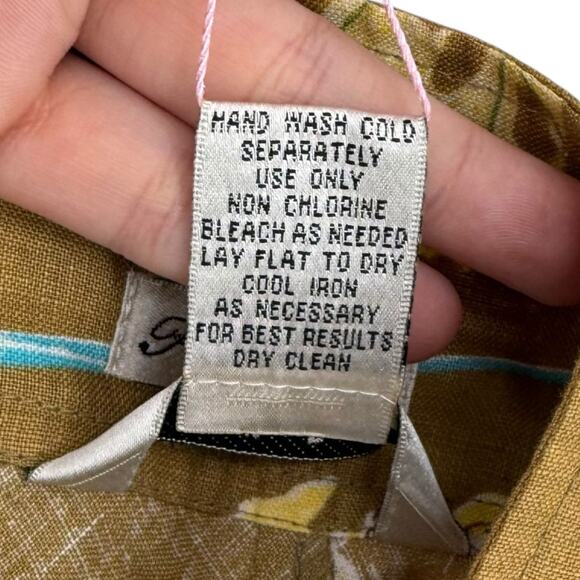 HAND WASH COLD
SEPARATELY
USE ONLY
NON CHLORINE
BLEACH AS NEEDED
LAY FLAT TO DRY
COOL IRON
AS NECESSARY
FOR BEST RESULTS
DRY CLEAN